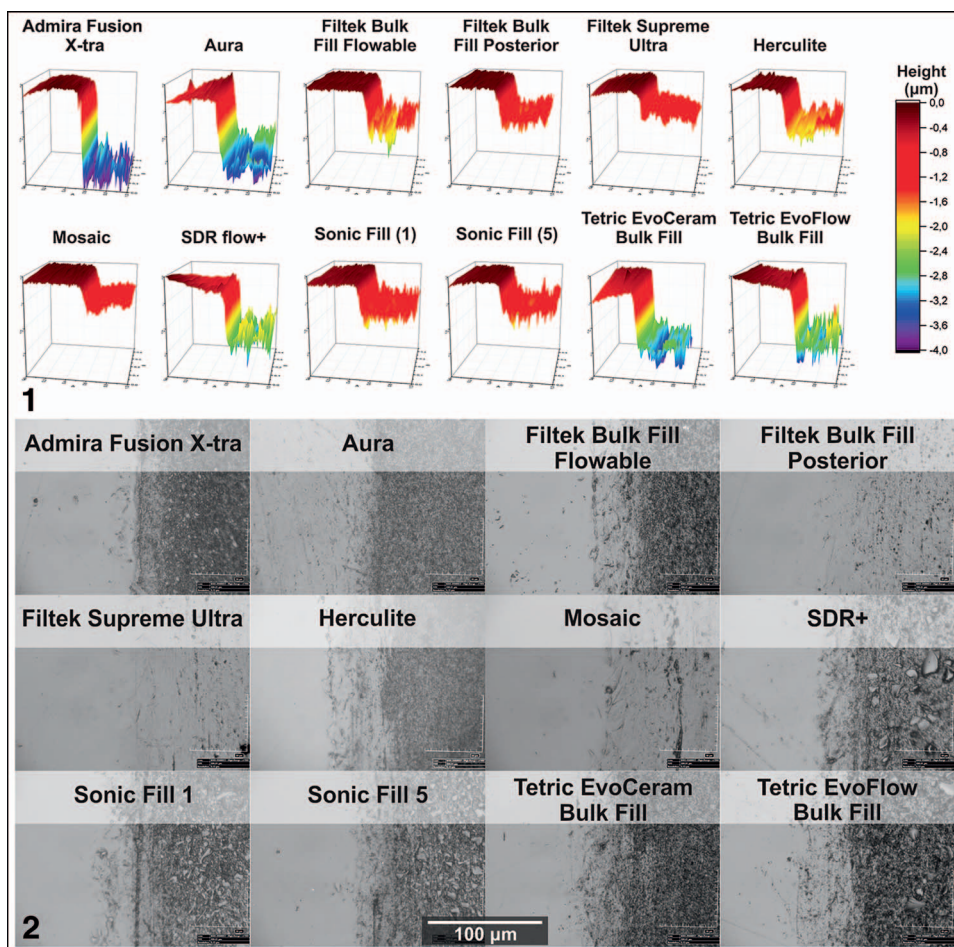 Admira Fusion
X-tra
Aura
Filtek Bulk
Fill Flowable
Filtek Bulk
Fill Posterior
Filtek Supreme
Ultra
Herculite
Height
(µm)
0,0
-0,4
-0,8
-1,2
-1,6
-2,0
-2,4
-2,8
-3,2
-3,6
-4,0
Mosaic
SDR flow+
Sonic Fill (1)
Sonic Fill (5)
Tetric EvoCeram
Bulk Fill
Tetric EvoFlow
Bulk Fill
1
Admira Fusion X-tra
Aura
Filtek Bulk Fill
Flowable
Filtek Bulk Fill
Posterior
Filtek Supreme Ultra
Herculite
Mosaic
SDR+
Sonic Fill 1
Sonic Fill 5
Tetric EvoCeram
Bulk Fill
Tetric EvoFlow
Bulk Fill
2
100 µm